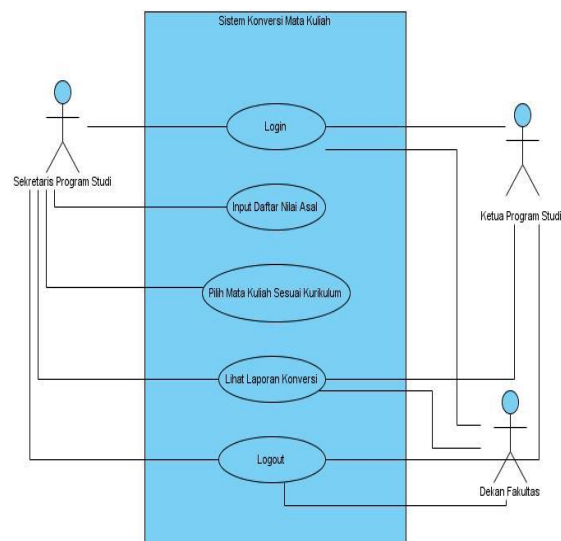 Sistem Konversi Mata Kuliah
Login
Sekretaris Program Studi
Input Daftar Nilai Asal
Ketua Program Studi
Pilih Mata Kuliah Sesuai Kurikulum
Lihat Laporan Konversi
Logout
Dekan Fakultas